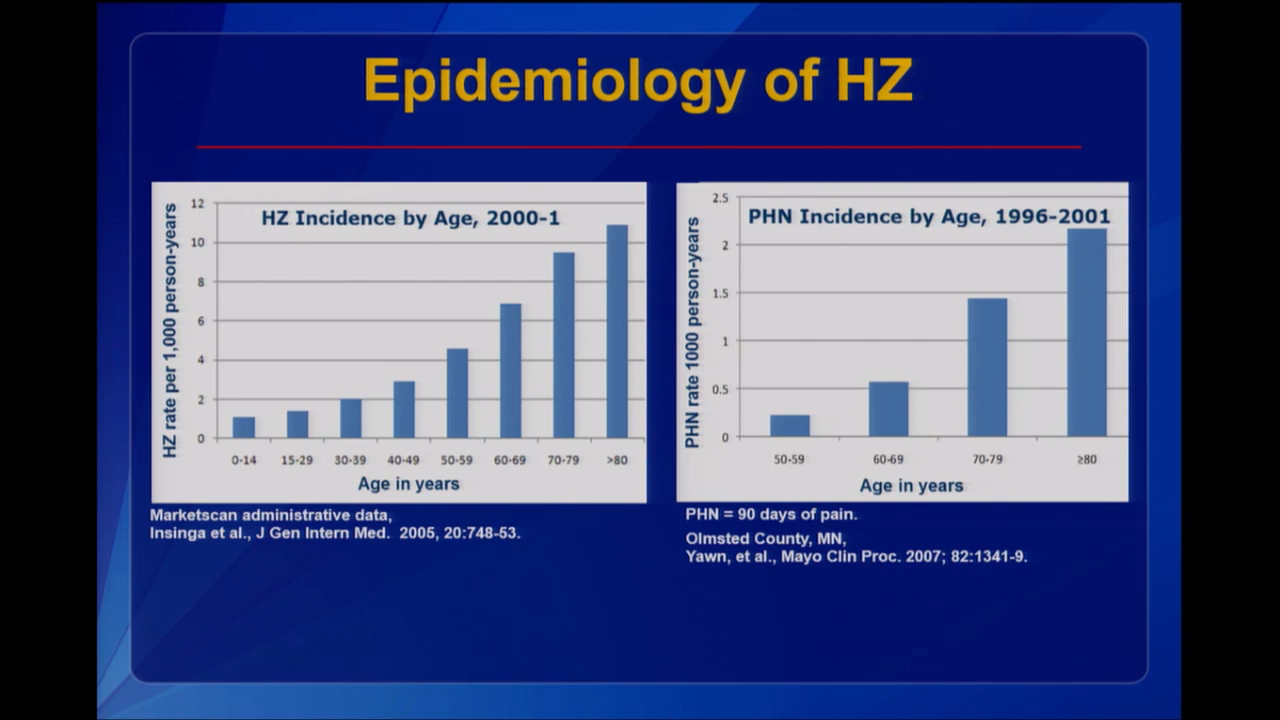 Epidemiology of HZ
HZ Incidence by Age, 2000-1
HZ rate per 1,000 person-years
12
10
8
6
4
2
0
0-14 15-29 30-39 40-49 50-59 60-69 70-79 >80
Age in years
Marketscan administrative data,
Insinga et al., J Gen Intern Med. 2005, 20:748-53.
PHN Incidence by Age, 1996-2001
PHN rate 1000 person-years
2.5
2
1.5
1
0.5
0
50-59 60-69 70-79 ≥80
Age in years
PHN = 90 days of pain.
Olmsted County, MN,
Yawn, et al., Mayo Clin Proc. 2007; 82:1341-9.